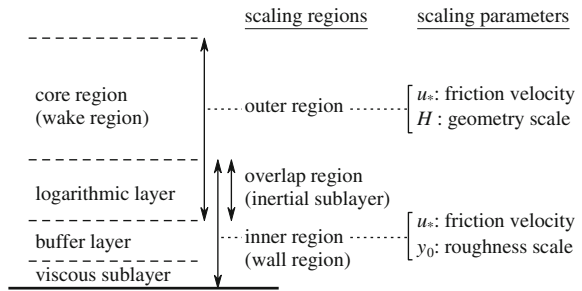 scaling regions
scaling parameters
core region
(wake region)
outer region
u*: friction velocity
H : geometry scale
logarithmic layer
overlap region
(inertial sublayer)
buffer layer
inner region
(wall region)
u*: friction velocity
y0: roughness scale
viscous sublayer